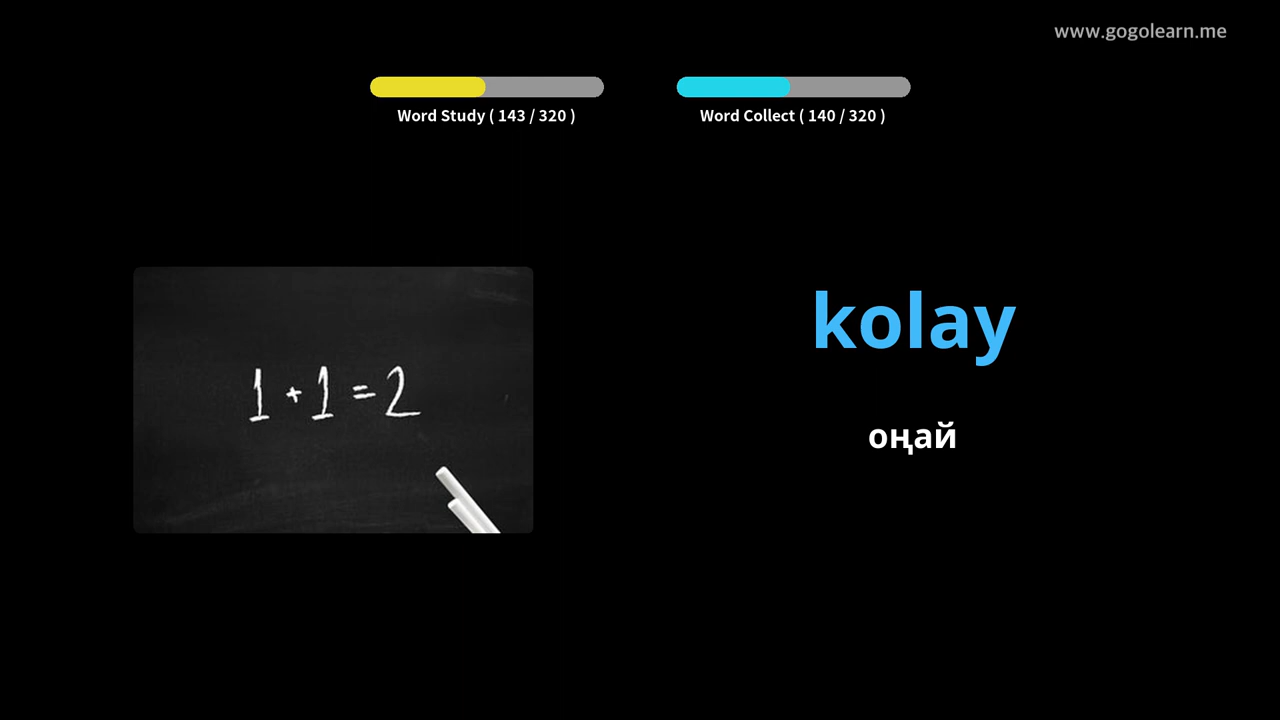 www.gogolearn.me
Word Study ( 143 / 320 )
Word Collect ( 140 / 320 )
1 + 1 = 2
kolay
оңай